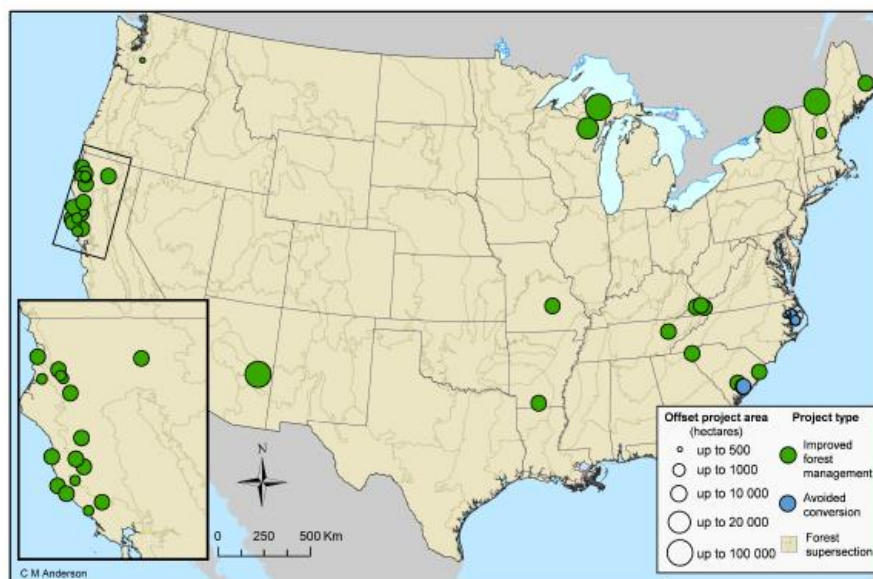 N
0 250 500 Km
Offset project area
(hectares)
up to 500
up to 1000
up to 10 000
up to 20 000
up to 100 000
Project type
Improved
forest
management
Avoided
conversion
Forest
supersection
C M Anderson